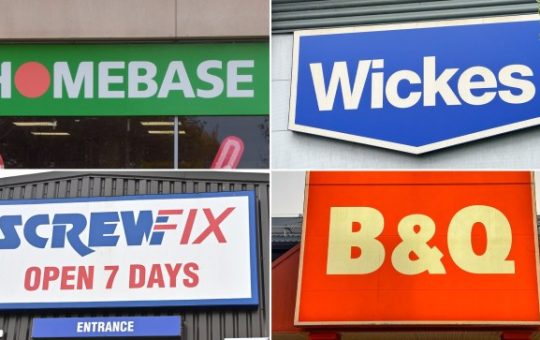 HOMEBASE
Wickes
SCREWFIX
OPEN 7 DAYS
ENTRANCE
B&Q